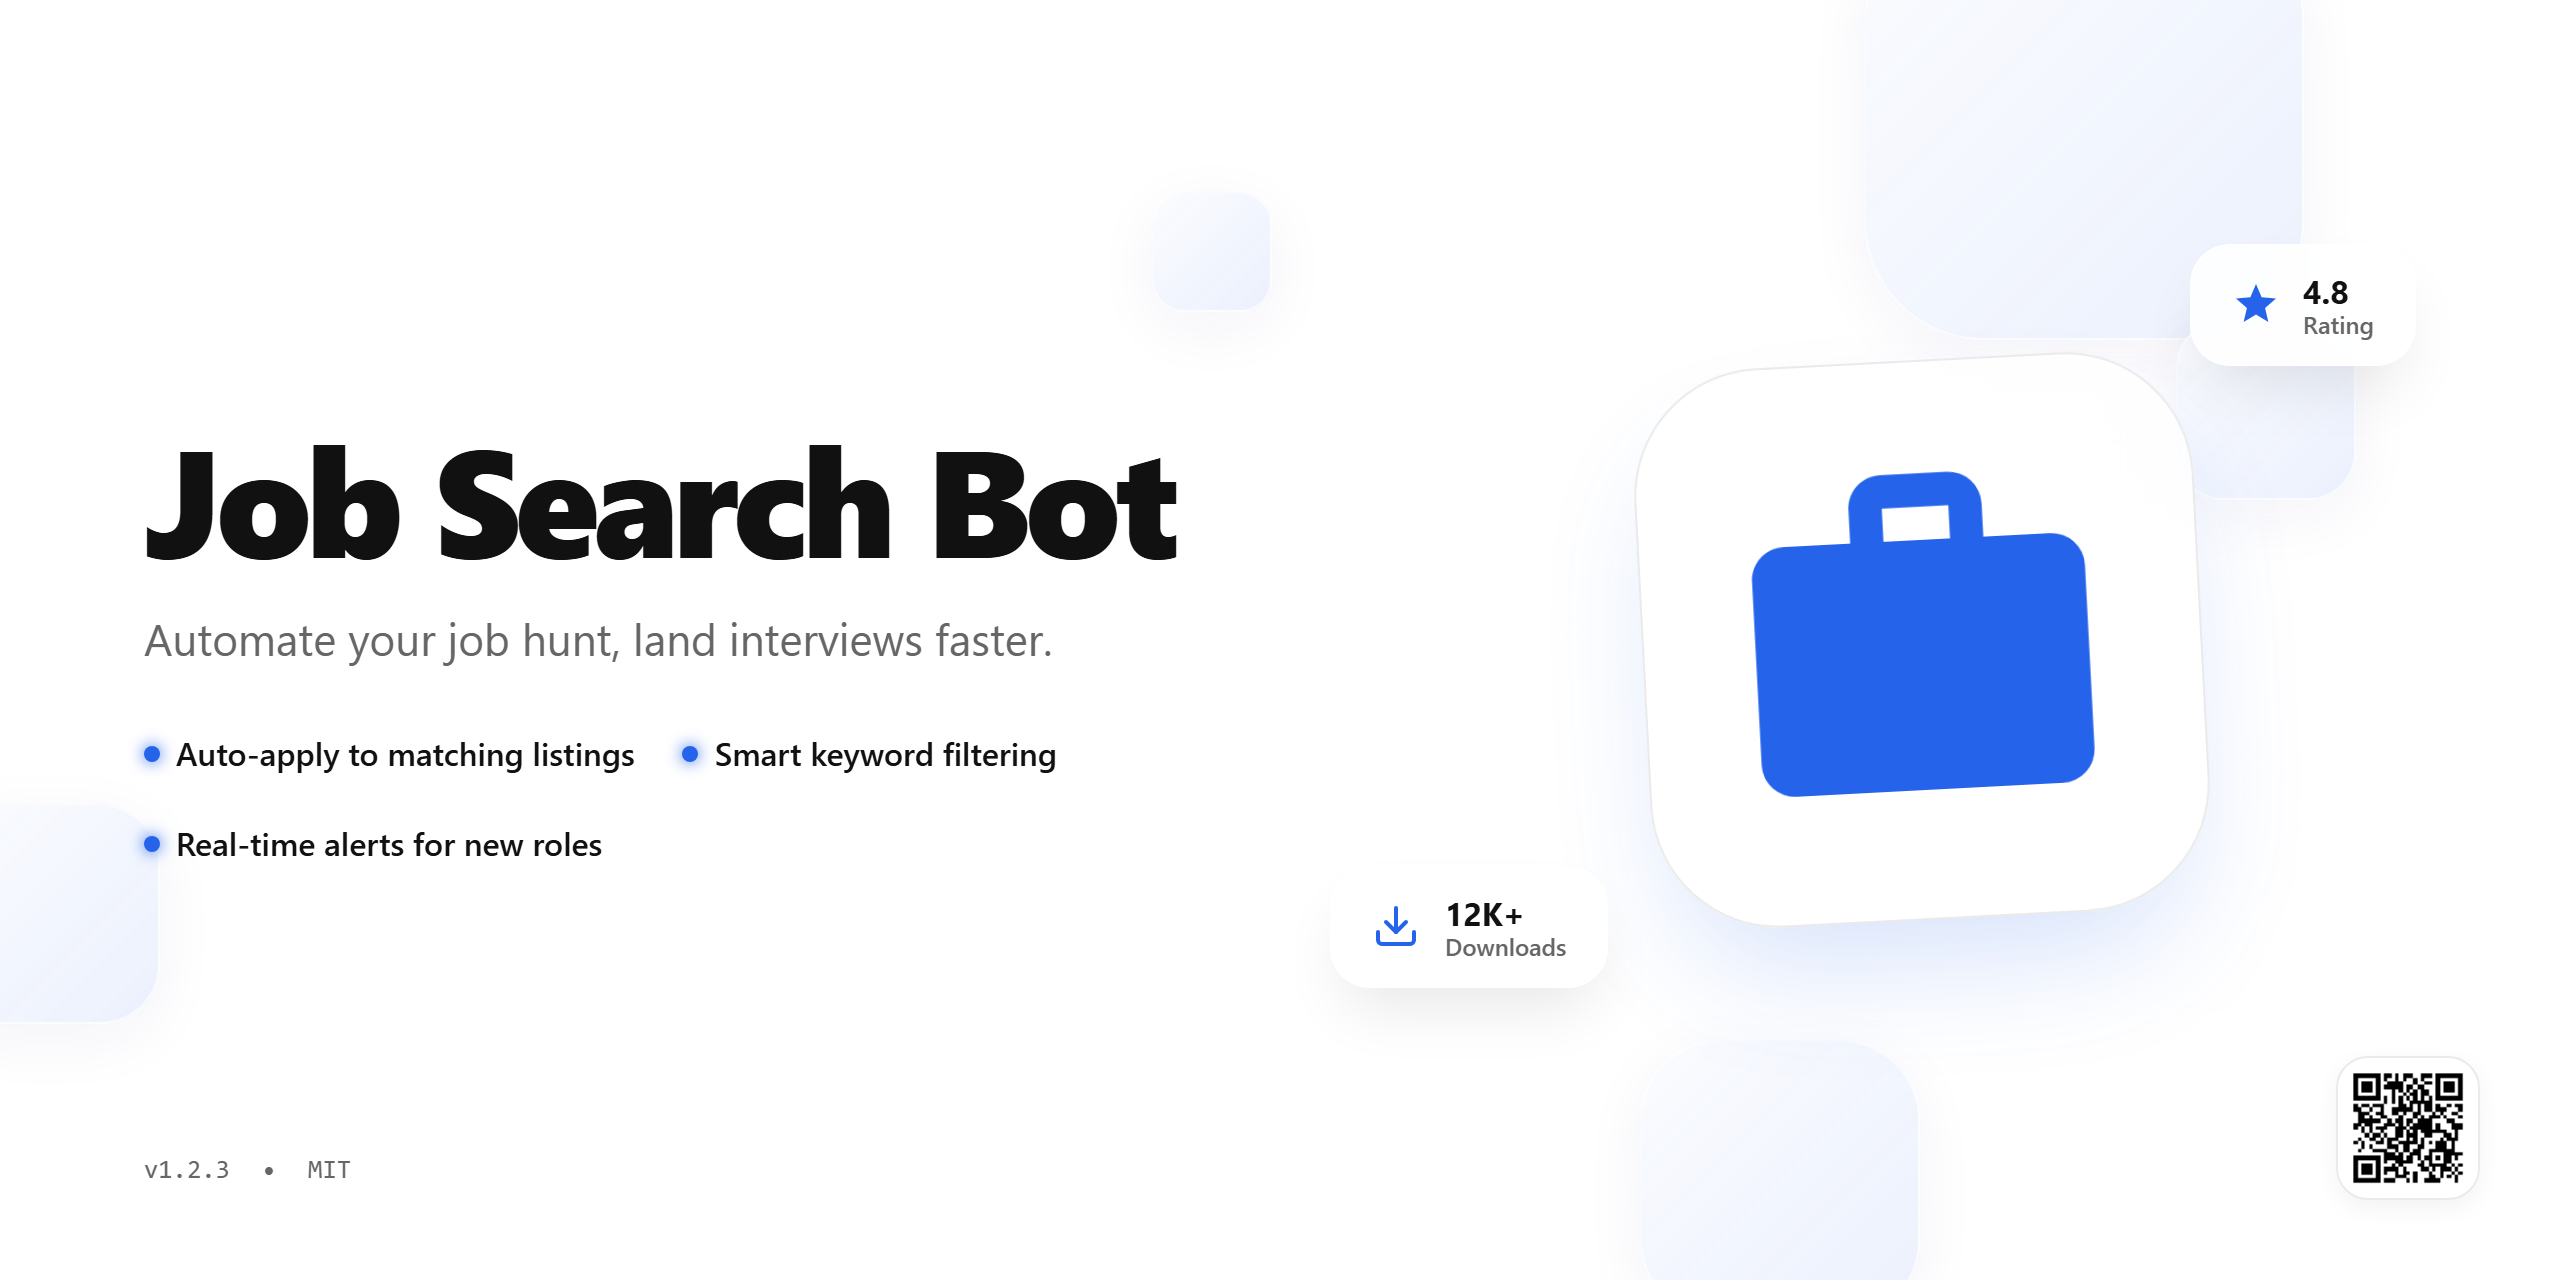 Job Search Bot
Automate your job hunt, land interviews faster.
Auto-apply to matching listings
Smart keyword filtering
Real-time alerts for new roles
4.8
Rating
12K+
Downloads
v1.2.3 • MIT